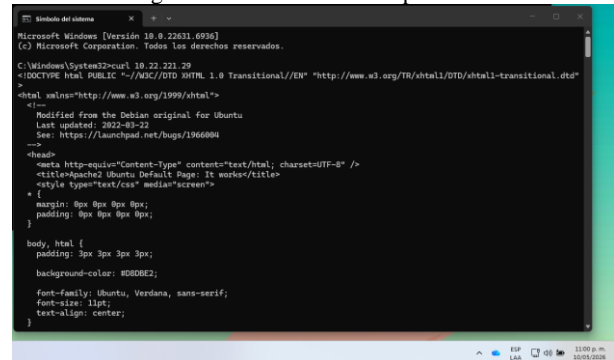 Símbolo del sistema
Microsoft Windows [Versión 10.0.22631.6936]
(c) Microsoft Corporation. Todos los derechos reservados.
C:\Windows\System32>curl 10.22.221.29
<!DOCTYPE html PUBLIC "-//W3C//DTD XHTML 1.0 Transitional//EN" "http://www.w3.org/TR/xhtml1/DTD/xhtml1-transitional.dtd"
>
<html xmlns="http://www.w3.org/1999/xhtml">
<!--
Modified from the Debian original for Ubuntu
Last updated: 2022-03-22
See: https://launchpad.net/bugs/1966004
-->
<head>
<meta http-equiv="Content-Type" content="text/html; charset=UTF-8" />
<title>Apache2 Ubuntu Default Page: It works</title>
<style type="text/css" media="screen">
* {
margin: 0px 0px 0px 0px;
padding: 0px 0px 0px 0px;
}
body, html {
padding: 3px 3px 3px 3px;
background-color: #D8DBE2;
font-family: Ubuntu, Verdana, sans-serif;
font-size: 11pt;
text-align: center;
}
ESP
LAA
11:00 p. m.
10/05/2026